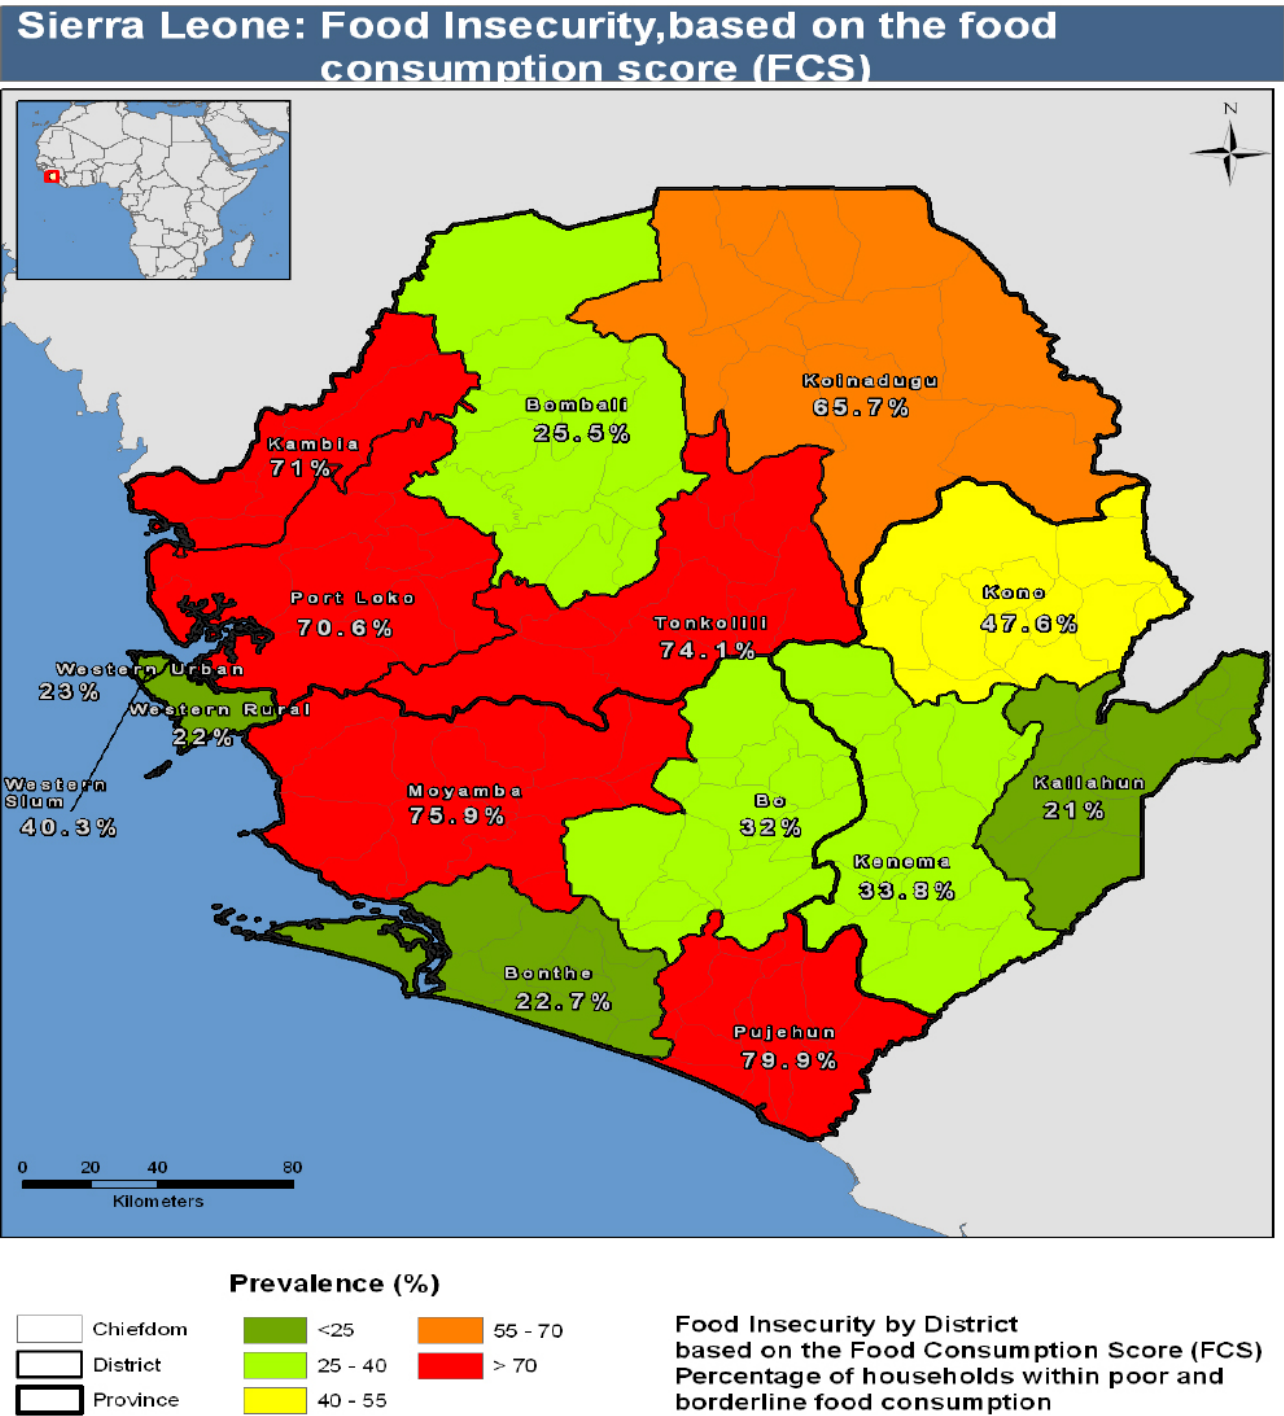 Sierra Leone: Food Insecurity,based on the food
consumption score (FCS)
N
Koinadugu
65.7%
Bombali
25.5%
Kambia
71%
Kono
47.6%
Port Loko
70.6%
Tonkolili
74.1%
Western Urban
23%
Western Rural
22%
Western
Slum
40.3%
Moyamba
75.9%
Bo
32%
Kailahun
21%
Kenema
33.8%
Bonthe
22.7%
Pujehun
79.9%
0 20 40 80
Kilometers
Prevalence (%)
Chiefdom
District
Province
<25
25 - 40
40 - 55
55 - 70
> 70
Food Insecurity by District
based on the Food Consumption Score (FCS)
Percentage of households within poor and
borderline food consumption